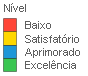 Nível
Baixo
Satisfatório
Aprimorado
Excelência